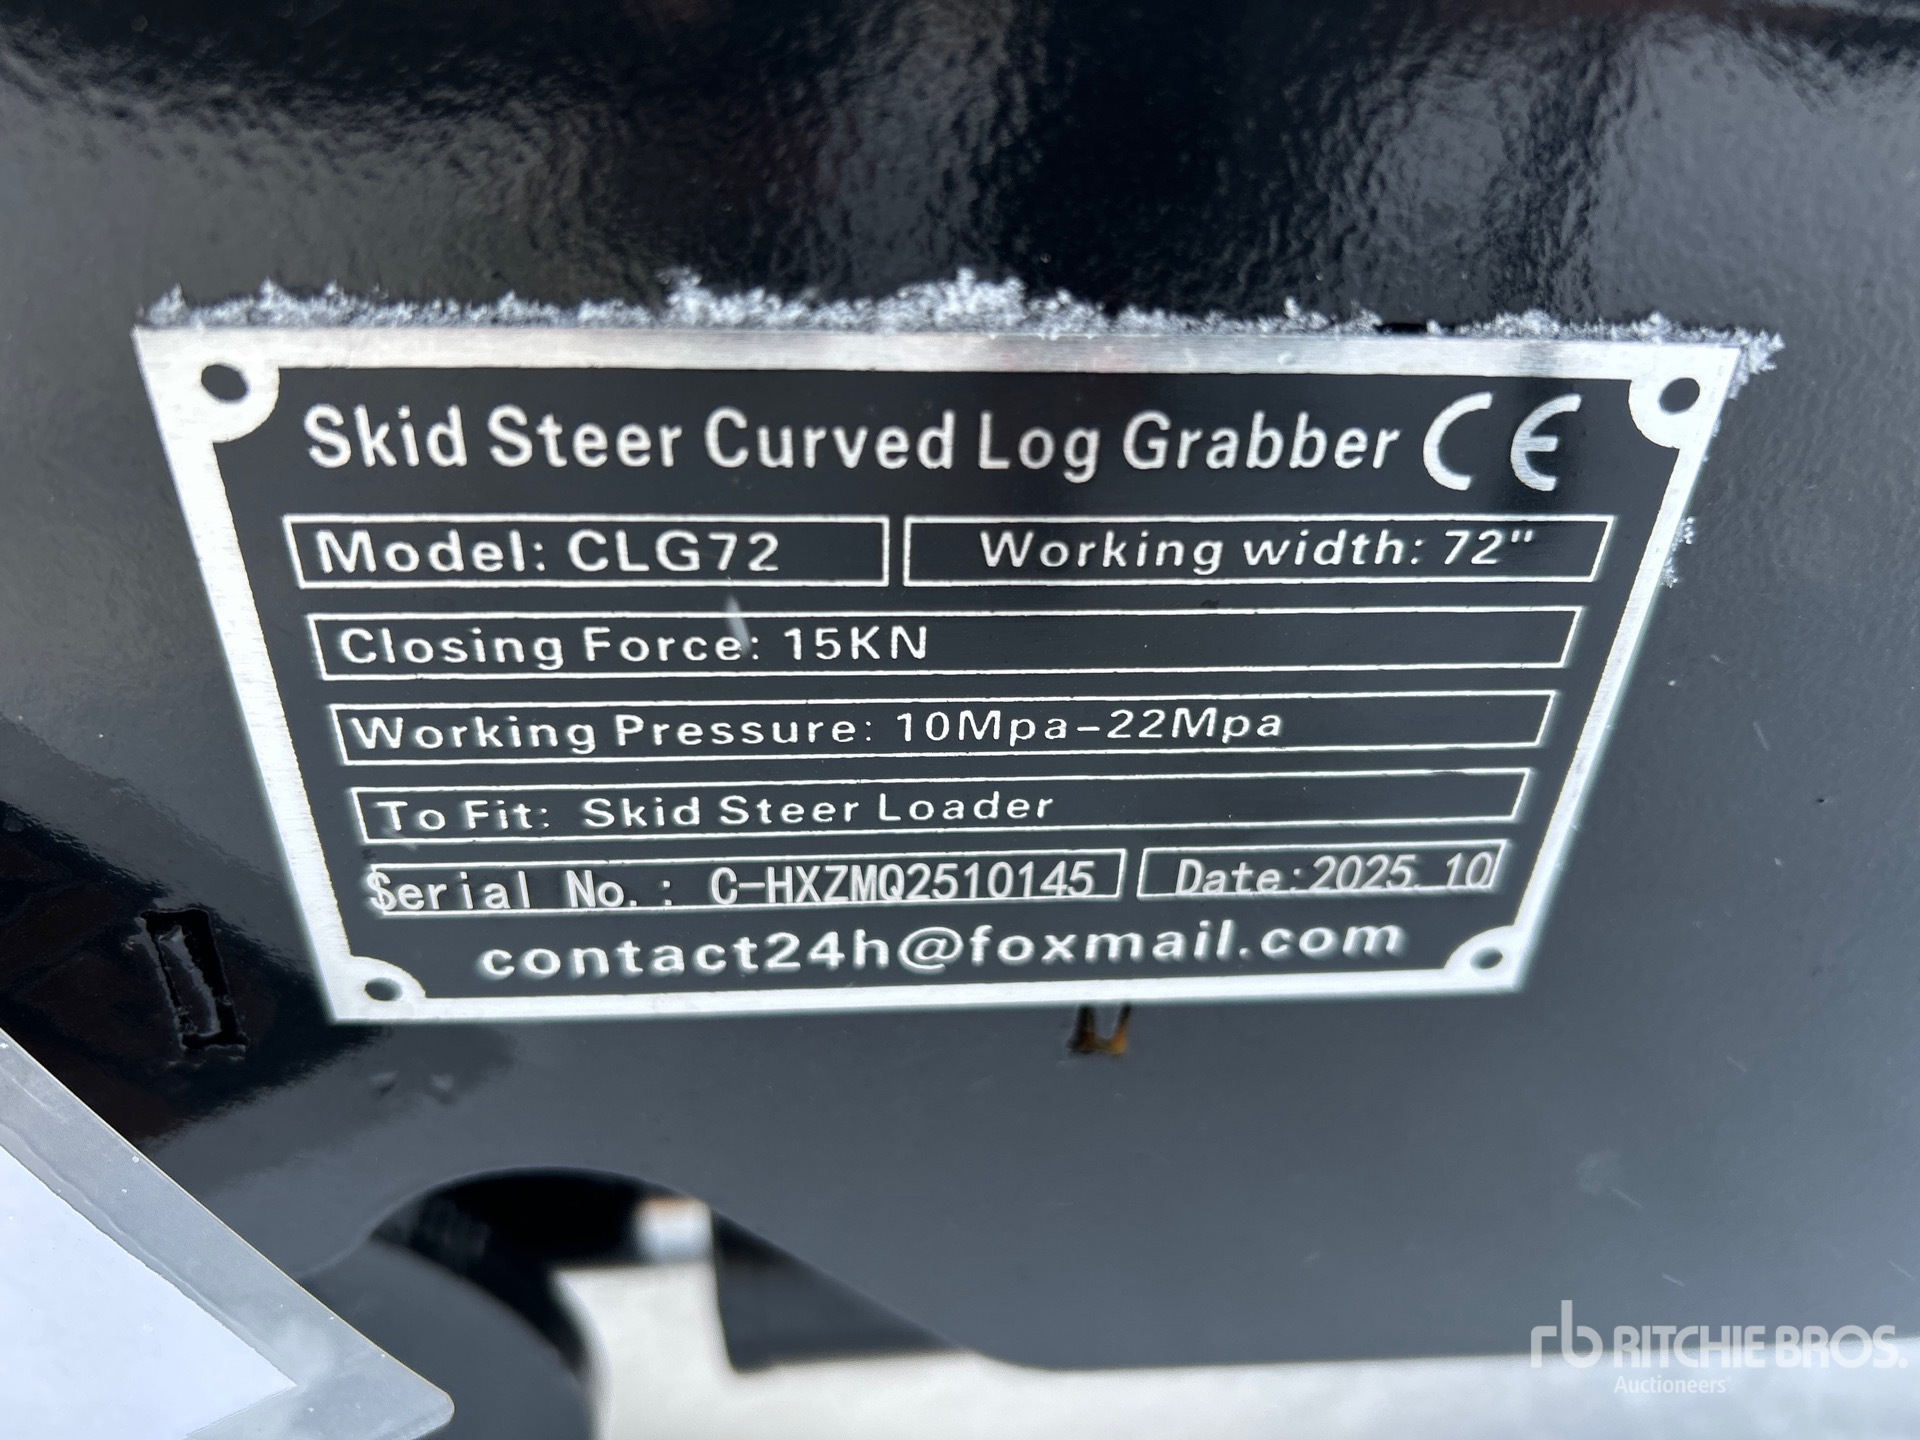 Skid Steer Curved Log Grabber CE
Model: CLG72 Working width: 72"
Closing Force: 15KN
Working Pressure: 10Mpa-22Mpa
To Fit: Skid Steer Loader
Serial No.: C-HXZMQ2510145 Date:2025.10
contact24h@foxmail.com
rb RITCHIE BROS.
Auctioneers